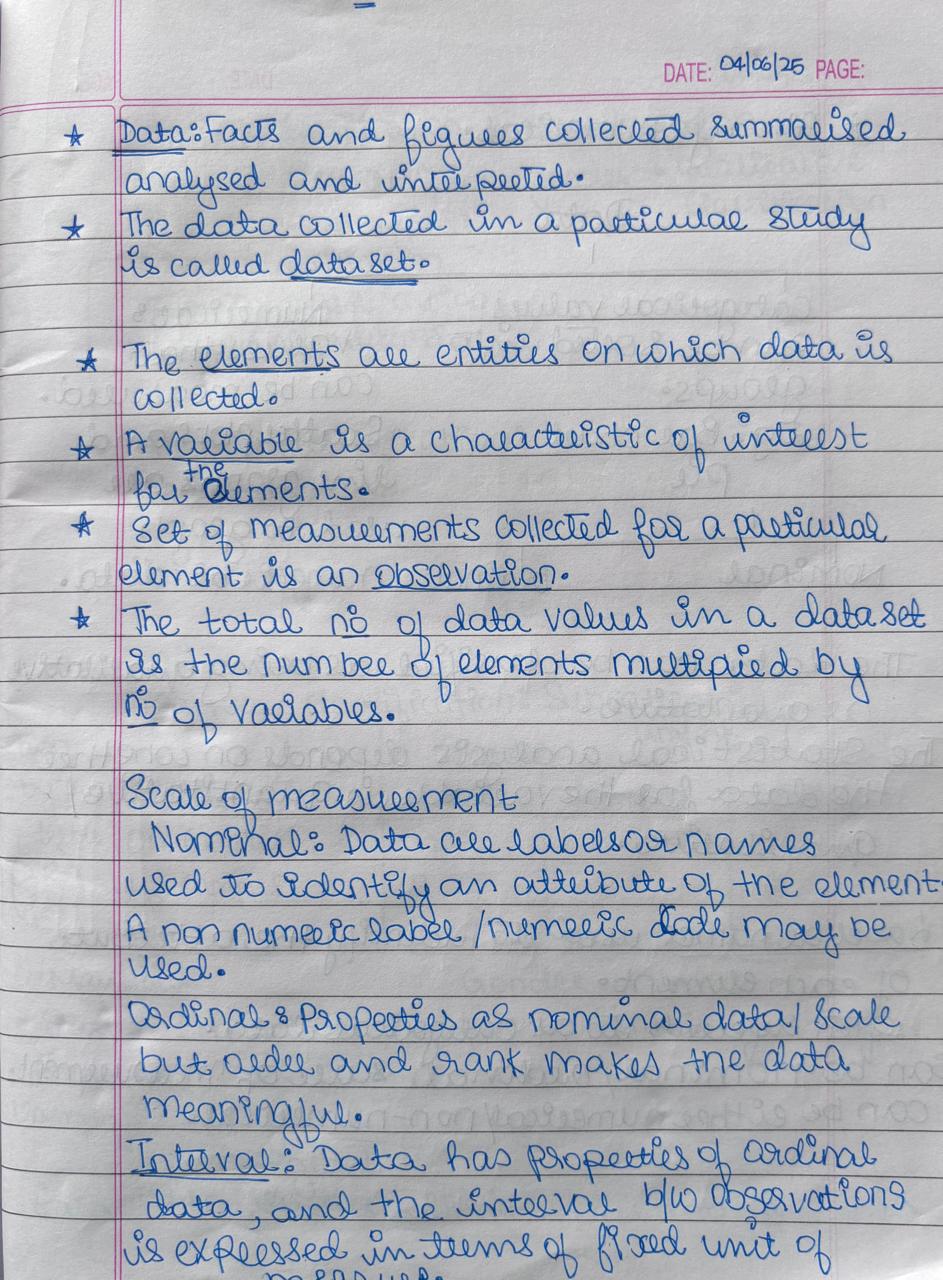 DATE: 04/06/25 PAGE:
★ Data: Facts and figures collected summarised
analysed and interpreted.
★ The data collected in a particular study
is called data set.
★ The elements are entities on which data is
collected.
★ A variable is a characteristic of interest
for the elements.
★ Set of measurements collected for a particular
element is an observation.
★ The total no of data values in a data set
is the number of elements multipied by
no of variables.
Scale of measurement
Nominal: Data are labels or names
used to identify an attribute of the element.
A non numeric label / numeric code may be
used.
Ordinal: Properties as nominal data/ scale
but order and rank makes the data
meaningful.
Interval: Data has properties of ordinal
data, and the interval b/w observations
is expressed in terms of fixed unit of
measure.